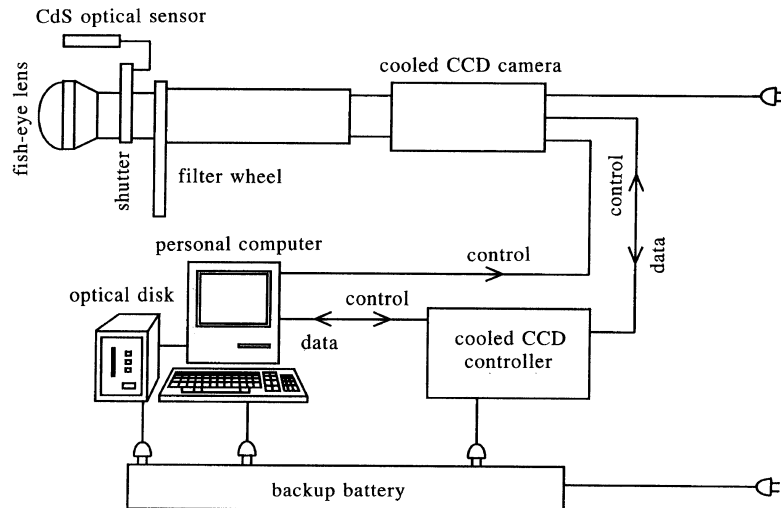 CdS optical sensor
cooled CCD camera
fish-eye lens
shutter
filter wheel
control
data
personal computer
control
optical disk
control
data
cooled CCD
controller
backup battery